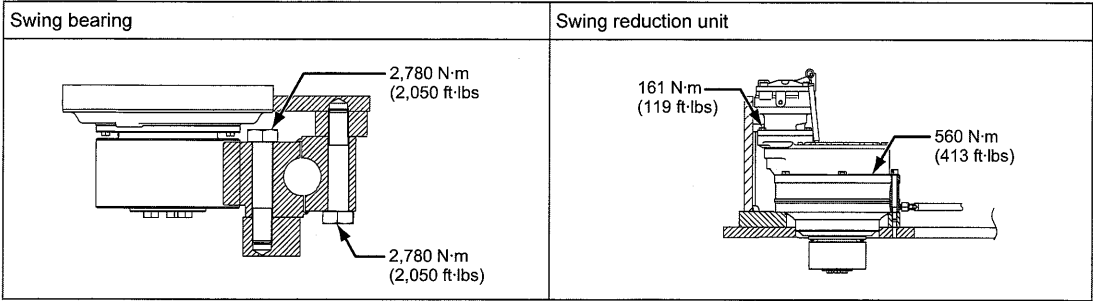 Swing bearing
2,780 N·m
(2,050 ft·lbs
2,780 N·m
(2,050 ft·lbs)
Swing reduction unit
161 N·m
(119 ft·lbs)
560 N·m
(413 ft·lbs)